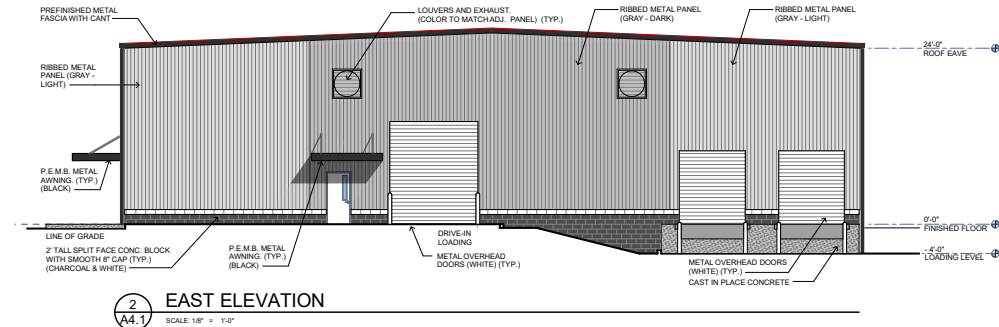 PREFINISHED METAL
FASCIA WITH CANT
LOUVERS AND EXHAUST.
(COLOR TO MATCH ADJ. PANEL) (TYP.)
RIBBED METAL PANEL
(GRAY - DARK)
RIBBED METAL PANEL
(GRAY - LIGHT)
24'-0"
ROOF EAVE
RIBBED METAL
PANEL (GRAY -
LIGHT)
P.E.M.B. METAL
AWNING. (TYP.)
(BLACK)
0'-0"
FINISHED FLOOR
LINE OF GRADE
2' TALL SPLIT FACE CONC. BLOCK
WITH SMOOTH 8" CAP (TYP.)
(CHARCOAL & WHITE)
P.E.M.B. METAL
AWNING. (TYP.)
(BLACK)
DRIVE-IN
LOADING
METAL OVERHEAD
DOORS (WHITE) (TYP.)
- 4'-0"
LOADING LEVEL
METAL OVERHEAD DOORS
(WHITE) (TYP.)
CAST IN PLACE CONCRETE
2
A4.1
EAST ELEVATION
SCALE: 1/8" = 1'-0"